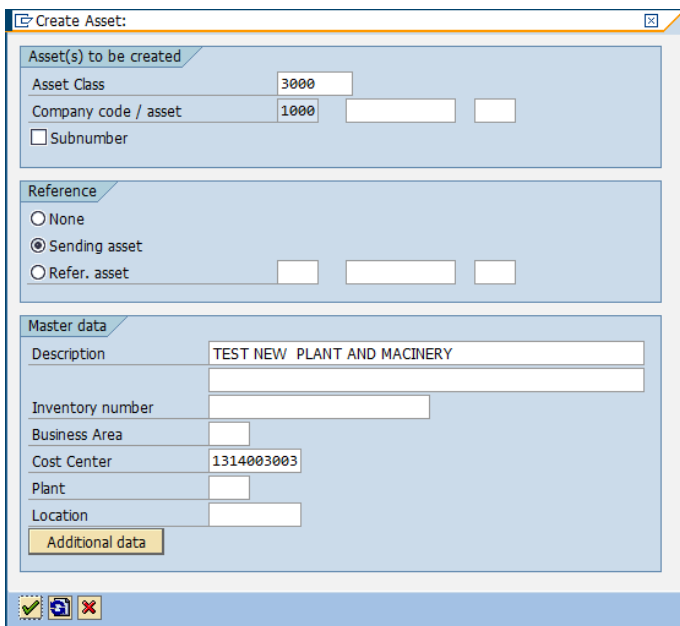 Create Asset:
Asset(s) to be created
Asset Class 3000
Company code / asset 1000
Subnumber
Reference
None
Sending asset
Refer. asset
Master data
Description TEST NEW  PLANT AND MACINERY
Inventory number
Business Area
Cost Center 1314003003
Plant
Location
Additional data